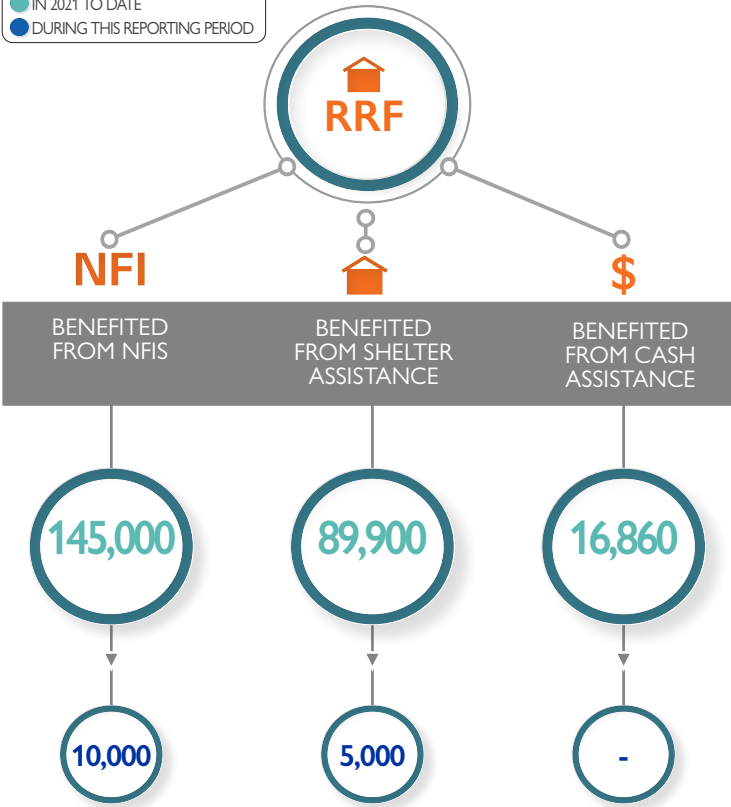 IN 2021 TO DATE
DURING THIS REPORTING PERIOD
RRF
NFI
$
BENEFITED
FROM NFIS
BENEFITED
FROM SHELTER
ASSISTANCE
BENEFITED
FROM CASH
ASSISTANCE
145,000
89,900
16,860
10,000
5,000
-